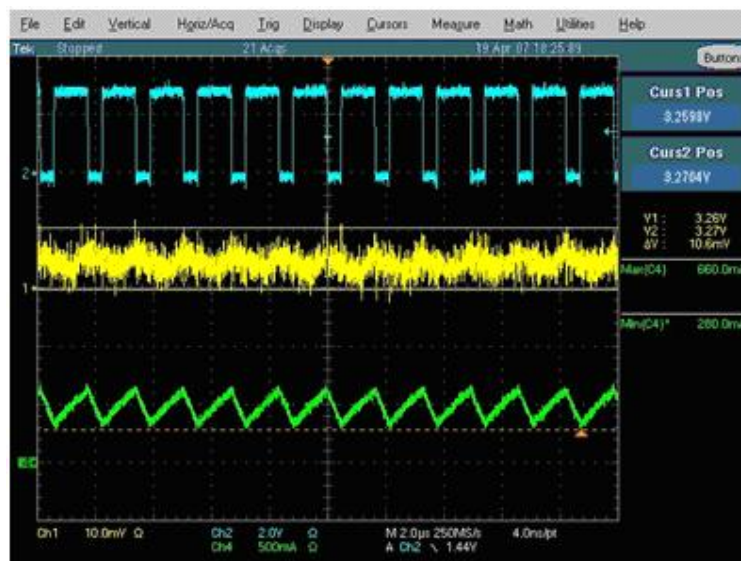 File Edit Vertical Horiz/Acq Trig Display Cursors Measure Math Utilities Help
Tek Stopped 21 Acqs 19 Apr 07 18:25:89
Buttons
Curs1 Pos
3.2598V
Curs2 Pos
3.2704V
V1 : 3.26V
V2 : 3.27V
ΔV : 10.6mV
Max(C4) 660.0m
Min(C4)* 280.0m
2
1
Ch1 10.0mV Ω Ch2 2.0V Ω M 2.0µs 250MS/s 4.0ns/pt
Ch4 500mA Ω A Ch2 \ 1.44V